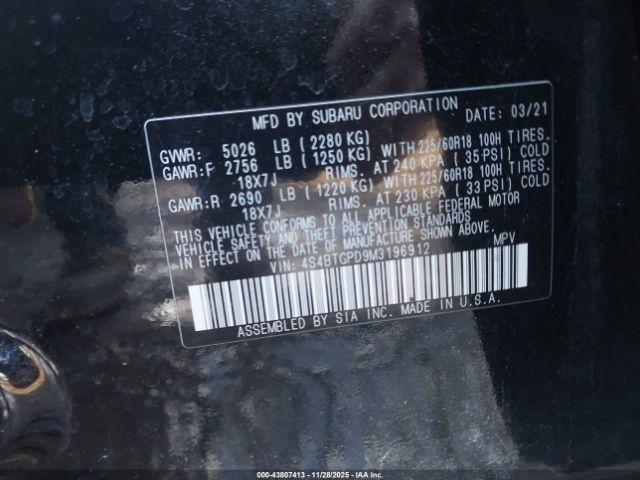 MFD BY SUBARU CORPORATION DATE: 03/21
GVWR: 5026 LB ( 2280 KG)
GAWR:F 2756 LB ( 1250 KG) WITH 225/60R18 100H TIRES.
18X7J RIMS. AT 240 KPA ( 35 PSI) COLD
GAWR:R 2690 LB ( 1220 KG) WITH 225/60R18 100H TIRES.
18X7J RIMS. AT 230 KPA ( 33 PSI) COLD
THIS VEHICLE CONFORMS TO ALL APPLICABLE FEDERAL MOTOR
VEHICLE SAFETY AND THEFT PREVENTION STANDARDS
IN EFFECT ON THE DATE OF MANUFACTURE SHOWN ABOVE.
VIN: 4S4BTGPD9M3196912 MPV
ASSEMBLED BY SIA INC. IN U.S.A.
000-43807413 - 11/28/2025 - IAA Inc.